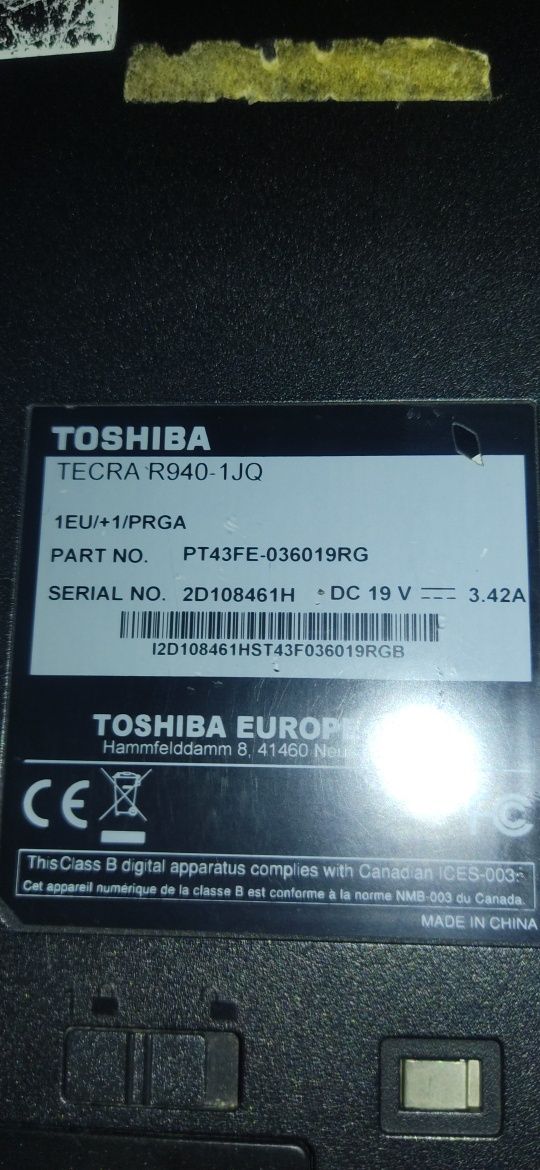 TOSHIBA
TECRA R940-1JQ
1EU/+1/PRGA
PART NO. PT43FE-036019RG
SERIAL NO. 2D108461H DC 19 V ⎓ 3.42A
I2D108461HST43F036019RGB
TOSHIBA EUROPE
Hammfelddamm 8, 41460
CE FC
This Class B digital apparatus complies with Canadian ICES-003.
Cet appareil numérique de la classe B est conforme à la norme NMB-003 du Canada.
MADE IN CHINA